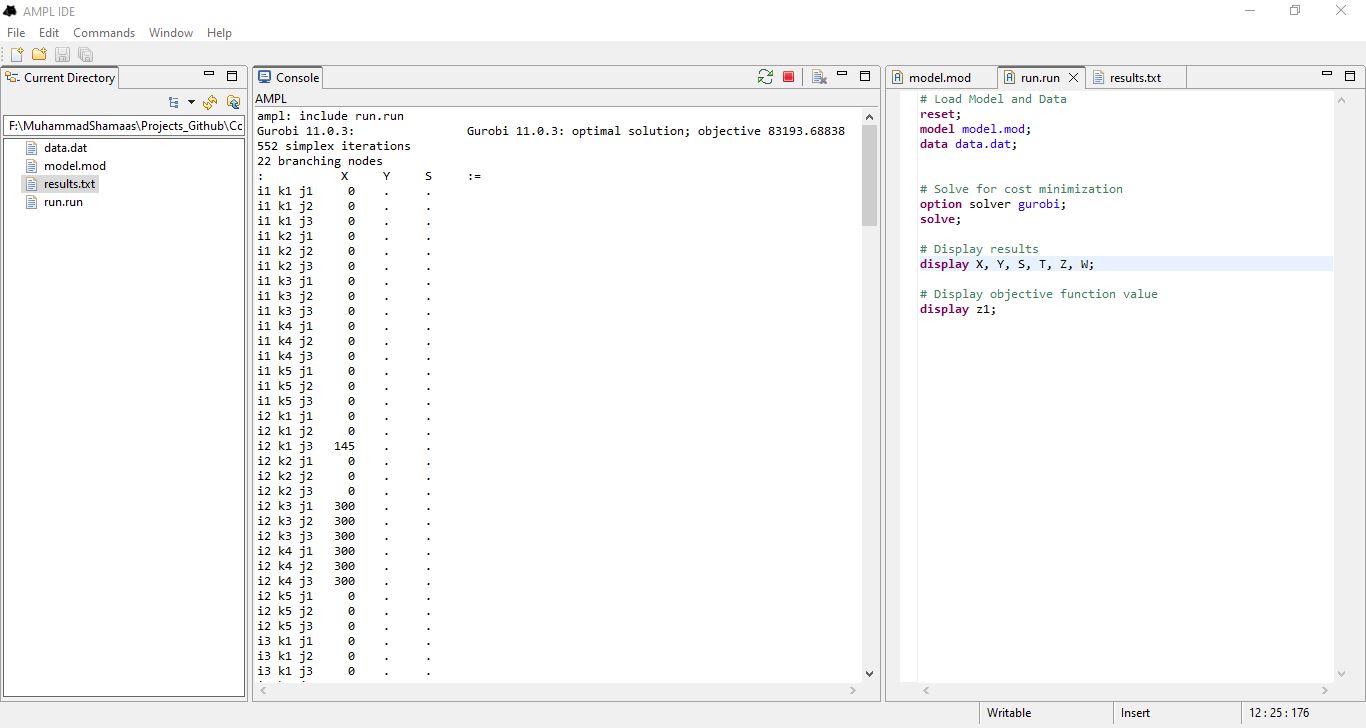 AMPL IDE
File Edit Commands Window Help
Current Directory
F:\MuhammadShamaas\Projects_Github\Cc
data.dat
model.mod
results.txt
run.run
Console
AMPL
ampl: include run.run
Gurobi 11.0.3: Gurobi 11.0.3: optimal solution; objective 83193.68838
552 simplex iterations
22 branching nodes
: X Y S :=
i1 k1 j1 0 . .
i1 k1 j2 0 . .
i1 k1 j3 0 . .
i1 k2 j1 0 . .
i1 k2 j2 0 . .
i1 k2 j3 0 . .
i1 k3 j1 0 . .
i1 k3 j2 0 . .
i1 k3 j3 0 . .
i1 k4 j1 0 . .
i1 k4 j2 0 . .
i1 k4 j3 0 . .
i1 k5 j1 0 . .
i1 k5 j2 0 . .
i1 k5 j3 0 . .
i2 k1 j1 0 . .
i2 k1 j2 0 . .
i2 k1 j3 145 . .
i2 k2 j1 0 . .
i2 k2 j2 0 . .
i2 k2 j3 0 . .
i2 k3 j1 300 . .
i2 k3 j2 300 . .
i2 k3 j3 300 . .
i2 k4 j1 300 . .
i2 k4 j2 300 . .
i2 k4 j3 300 . .
i2 k5 j1 0 . .
i2 k5 j2 0 . .
i2 k5 j3 0 . .
i3 k1 j1 0 . .
i3 k1 j2 0 . .
i3 k1 j3 0 . .
model.mod run.run results.txt
# Load Model and Data
reset;
model model.mod;
data data.dat;
# Solve for cost minimization
option solver gurobi;
solve;
# Display results
display X, Y, S, T, Z, W;
# Display objective function value
display z1;
Writable Insert 12 : 25 : 176